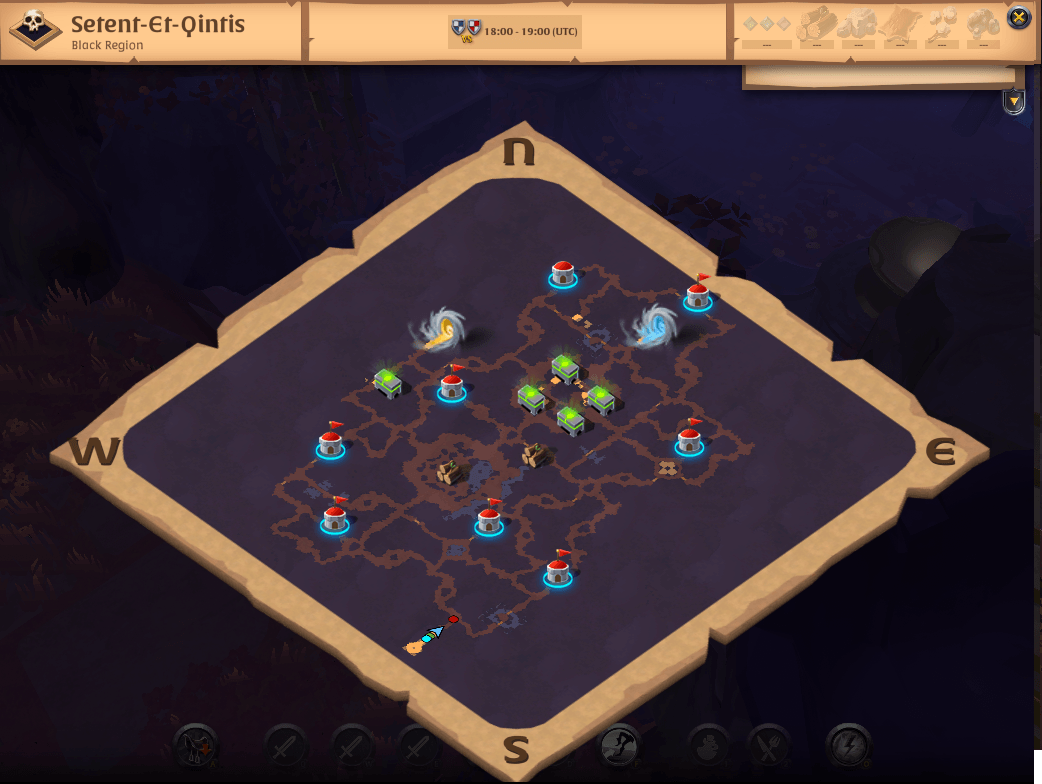 Setent-Et-Qintis
Black Region
18:00 - 19:00 (UTC)
--- --- --- --- --- ---
N
W
E
S